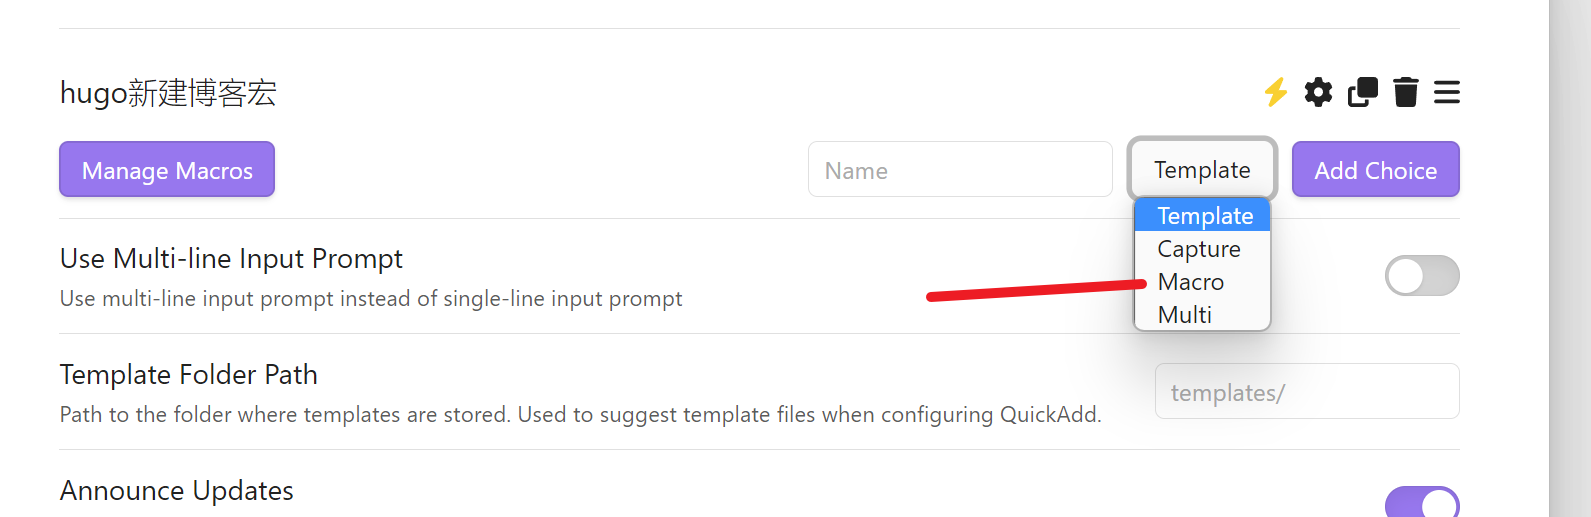 hugo新建博客宏
Manage Macros
Name
Template
Add Choice
Template
Capture
Macro
Multi
Use Multi-line Input Prompt
Use multi-line input prompt instead of single-line input prompt
Template Folder Path
Path to the folder where templates are stored. Used to suggest template files when configuring QuickAdd.
templates/
Announce Updates